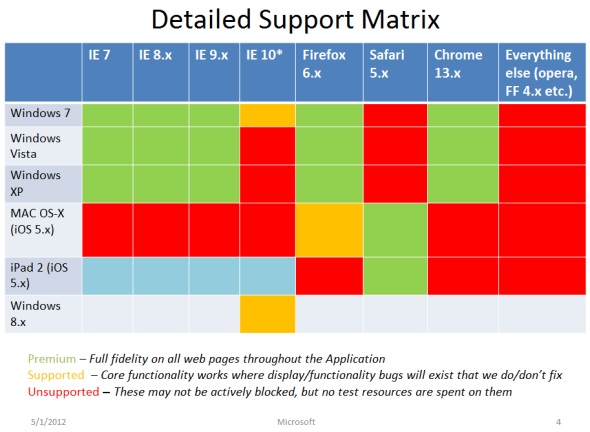 Detailed Support Matrix
IE 7 IE 8.x IE 9.x IE 10* Firefox Safari Chrome Everything
6.x 5.x 13.x else (opera,
FF 4.x etc.)
Windows 7
Windows
Vista
Windows
XP
MAC OS-X
(iOS 5.x)
iPad 2 (iOS
5.x)
Windows
8.x
Premium – Full fidelity on all web pages throughout the Application
Supported – Core functionality works where display/functionality bugs will exist that we do/don't fix
Unsupported – These may not be actively blocked, but no test resources are spent on them
5/1/2012 Microsoft 4